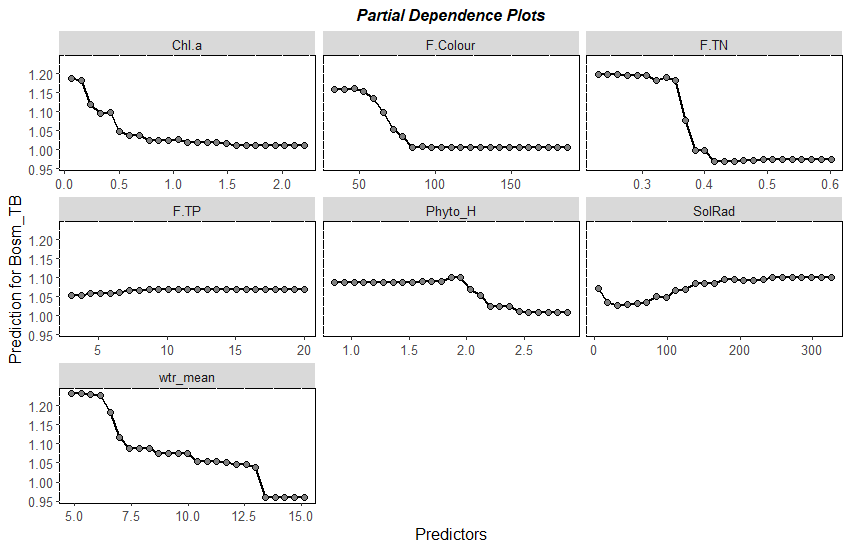 Partial Dependence Plots
Chl.a F.Colour F.TN
1.20
1.15
1.10
1.05
1.00
0.95
0.0 0.5 1.0 1.5 2.0 50 100 150 0.3 0.4 0.5 0.6
F.TP Phyto_H SolRad
1.20
1.15
1.10
1.05
1.00
0.95
5 10 15 20 1.0 1.5 2.0 2.5 0 100 200 300
wtr_mean
1.20
1.15
1.10
1.05
1.00
0.95
5.0 7.5 10.0 12.5 15.0
Prediction for Bosm_TB
Predictors